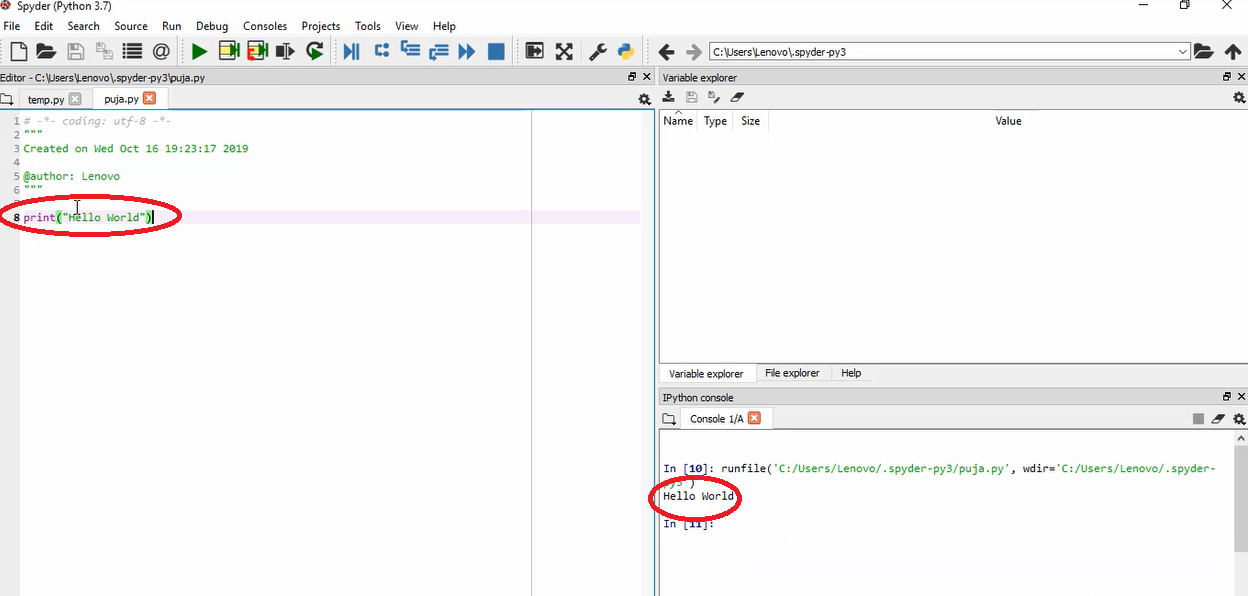 Spyder (Python 3.7)
File Edit Search Source Run Debug Consoles Projects Tools View Help
C:\Users\Lenovo\.spyder-py3
Editor - C:\Users\Lenovo\.spyder-py3\puja.py
temp.py puja.py
1 # -*- coding: utf-8 -*-
2 """
3 Created on Wed Oct 16 19:23:17 2019
4
5 @author: Lenovo
6 """
8 print("Hello World")
Variable explorer
Name Type Size Value
Variable explorer File explorer Help
IPython console
Console 1/A
In [10]: runfile('C:/Users/Lenovo/.spyder-py3/puja.py', wdir='C:/Users/Lenovo/.spyder-
py3')
Hello World
In [11]: